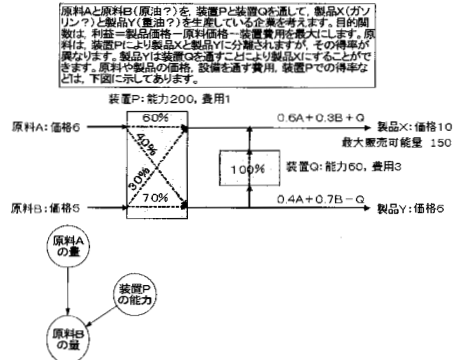 原料Aと原料B(原油?)を, 装置Pと装置Qを通して, 製品X(ガソ
リン?)と製品Y(重油?)を生産している企業を考えます。目的関
数は, 利益=製品価格-原料価格-装置費用を最大にします。原
料は, 装置Pにより製品Xと製品Yに分離されますが, その得率が
異なります。製品Yは装置Qを通すことにより製品Xにすることがで
きます。原料や製品の価格, 設備を通す費用, 装置Pでの得率な
どは, 下図に示してあります。
装置P:能力200, 費用1
原料A:価格6
60%
0.6A+0.3B+Q
製品X:価格10
最大販売可能量 150
40%
30%
100%
装置Q:能力60, 費用3
原料B:価格5
70%
0.4A+0.7B-Q
製品Y:価格6
原料A
の量
装置P
の能力
原料B
の量